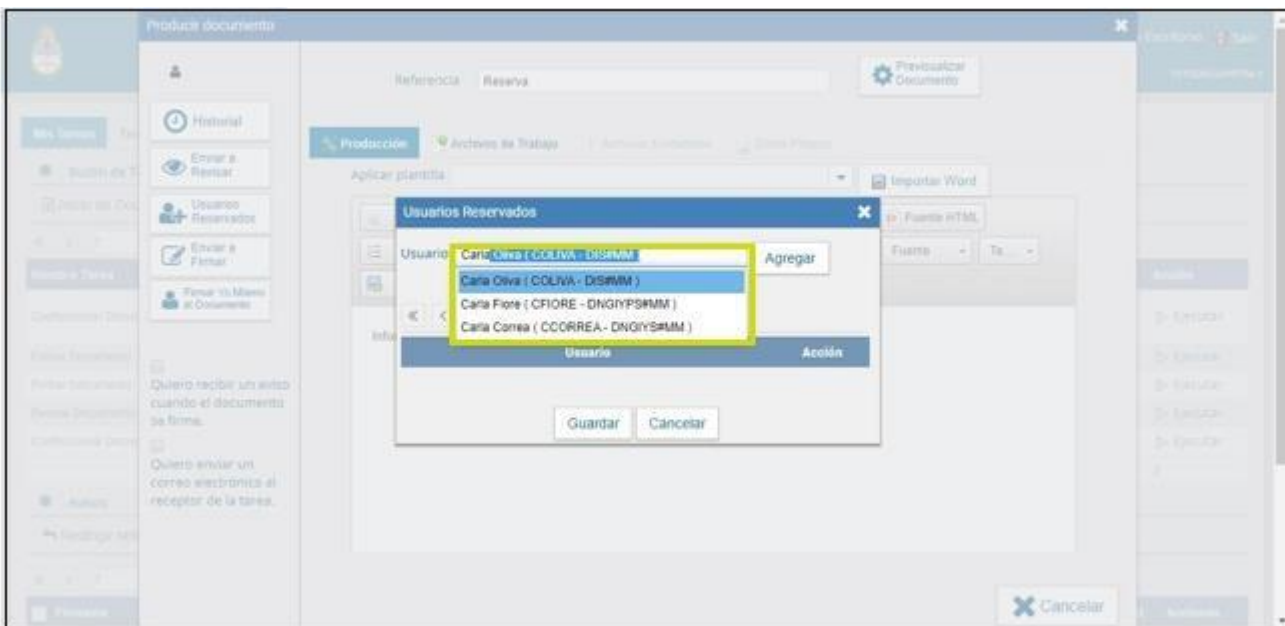 Producir documento
Referencia Reserva
Previsualizar
Documento
Historial
Enviar a
Revisar
Usuarios
Reservados
Enviar a
Firmar
Firmar Yo Mismo
el Documento
Quiero recibir un aviso
cuando el documento
se firme.
Quiero enviar un
correo electrónico al
receptor de la tarea.
Producción
Archivos de Trabajo
Aplicar plantilla
Importar Word
Fuente HTML
Fuente
Ta...
Usuarios Reservados
Usuario Carla Oliva ( COLIVA - DIS#MM )
Agregar
Carla Oliva ( COLIVA - DIS#MM )
Carla Fiore ( CFIORE - DNGIYPS#MM )
Carla Correa ( CCORREA - DNGIYS#MM )
Usuario Acción
Guardar Cancelar
Cancelar
Mis Tareas
Acción
Ejecutar
Ejecutar
Ejecutar
Ejecutar
Ejecutar